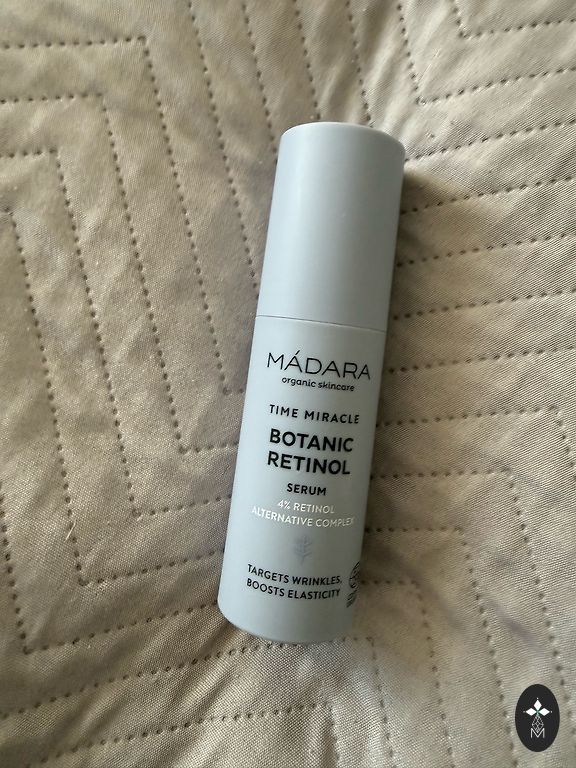 MÁDARA
organic skincare
TIME MIRACLE
BOTANIC
RETINOL
SERUM
4% RETINOL
ALTERNATIVE COMPLEX
TARGETS WRINKLES,
BOOSTS ELASTICITY
M